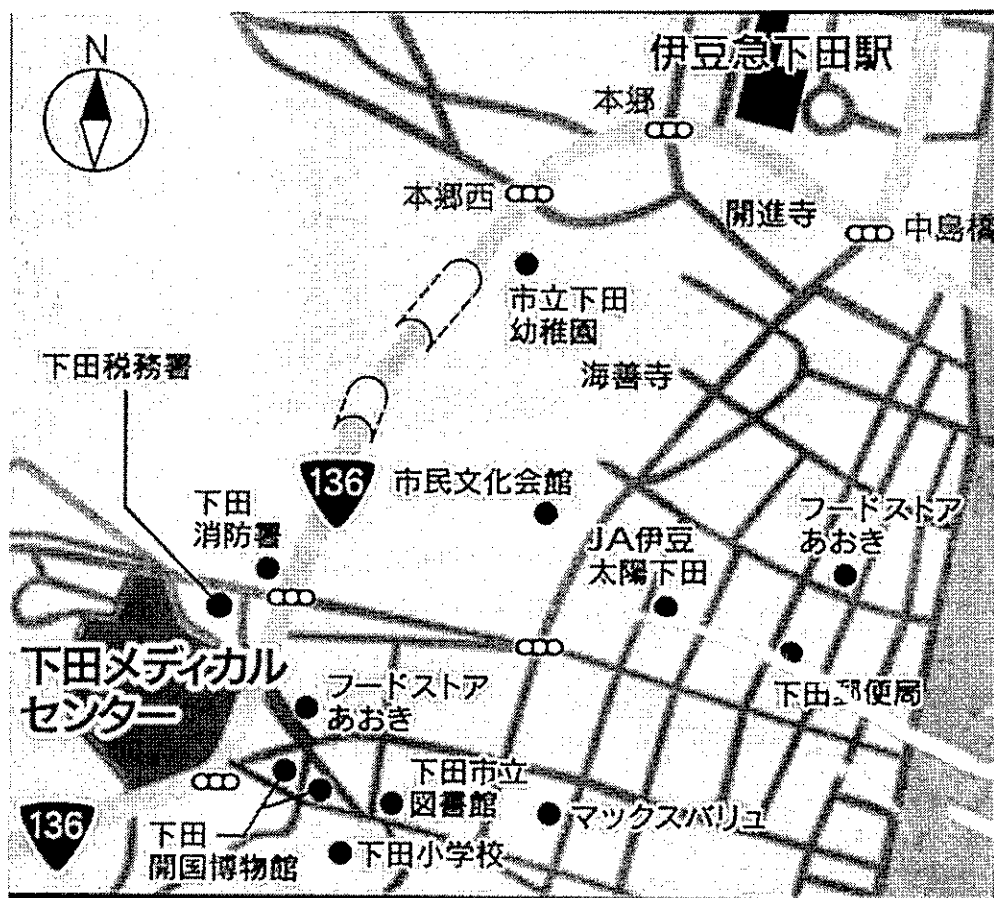 N
伊豆急下田駅
本郷
本郷西
開進寺
中島橋
市立下田
幼稚園
下田税務署
海善寺
136
市民文化会館
下田
消防署
フードストア
あおき
JA伊豆
太陽下田
下田メディカル
センター
フードストア
あおき
下田郵便局
下田市立
図書館
マックスバリュ
136
下田
開国博物館
下田小学校